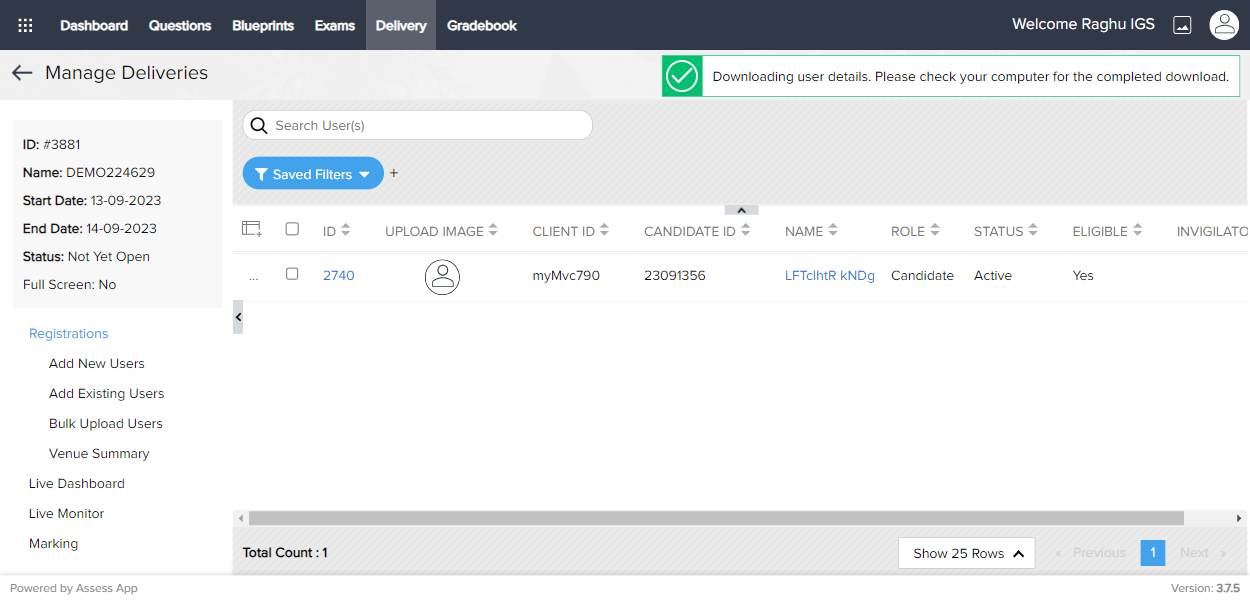 Dashboard Questions Blueprints Exams Delivery Gradebook Welcome Raghu IGS
Manage Deliveries
Downloading user details. Please check your computer for the completed download.
ID: #3881
Name: DEMO224629
Start Date: 13-09-2023
End Date: 14-09-2023
Status: Not Yet Open
Full Screen: No
Registrations
Add New Users
Add Existing Users
Bulk Upload Users
Venue Summary
Live Dashboard
Live Monitor
Marking
Search User(s)
Saved Filters +
ID UPLOAD IMAGE CLIENT ID CANDIDATE ID NAME ROLE STATUS ELIGIBLE INVIGILATO
... 2740 myMvc790 23091356 LFTclhtR kNDg Candidate Active Yes
Total Count : 1 Show 25 Rows « Previous 1 Next »
Powered by Assess App Version: 3.7.5